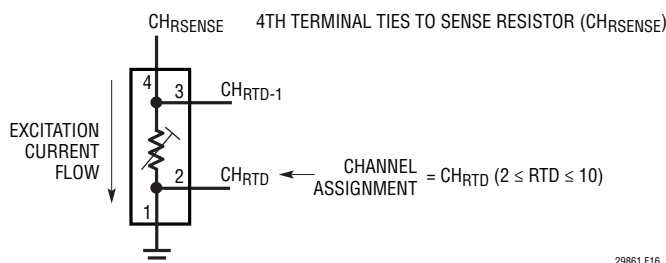 CHRSENSE 4TH TERMINAL TIES TO SENSE RESISTOR (CHRSENSE)
4
3 CHRTD-1
EXCITATION
CURRENT
FLOW
2 CHRTD
CHANNEL
ASSIGNMENT = CHRTD (2 ≤ RTD ≤ 10)
1
29861 F16